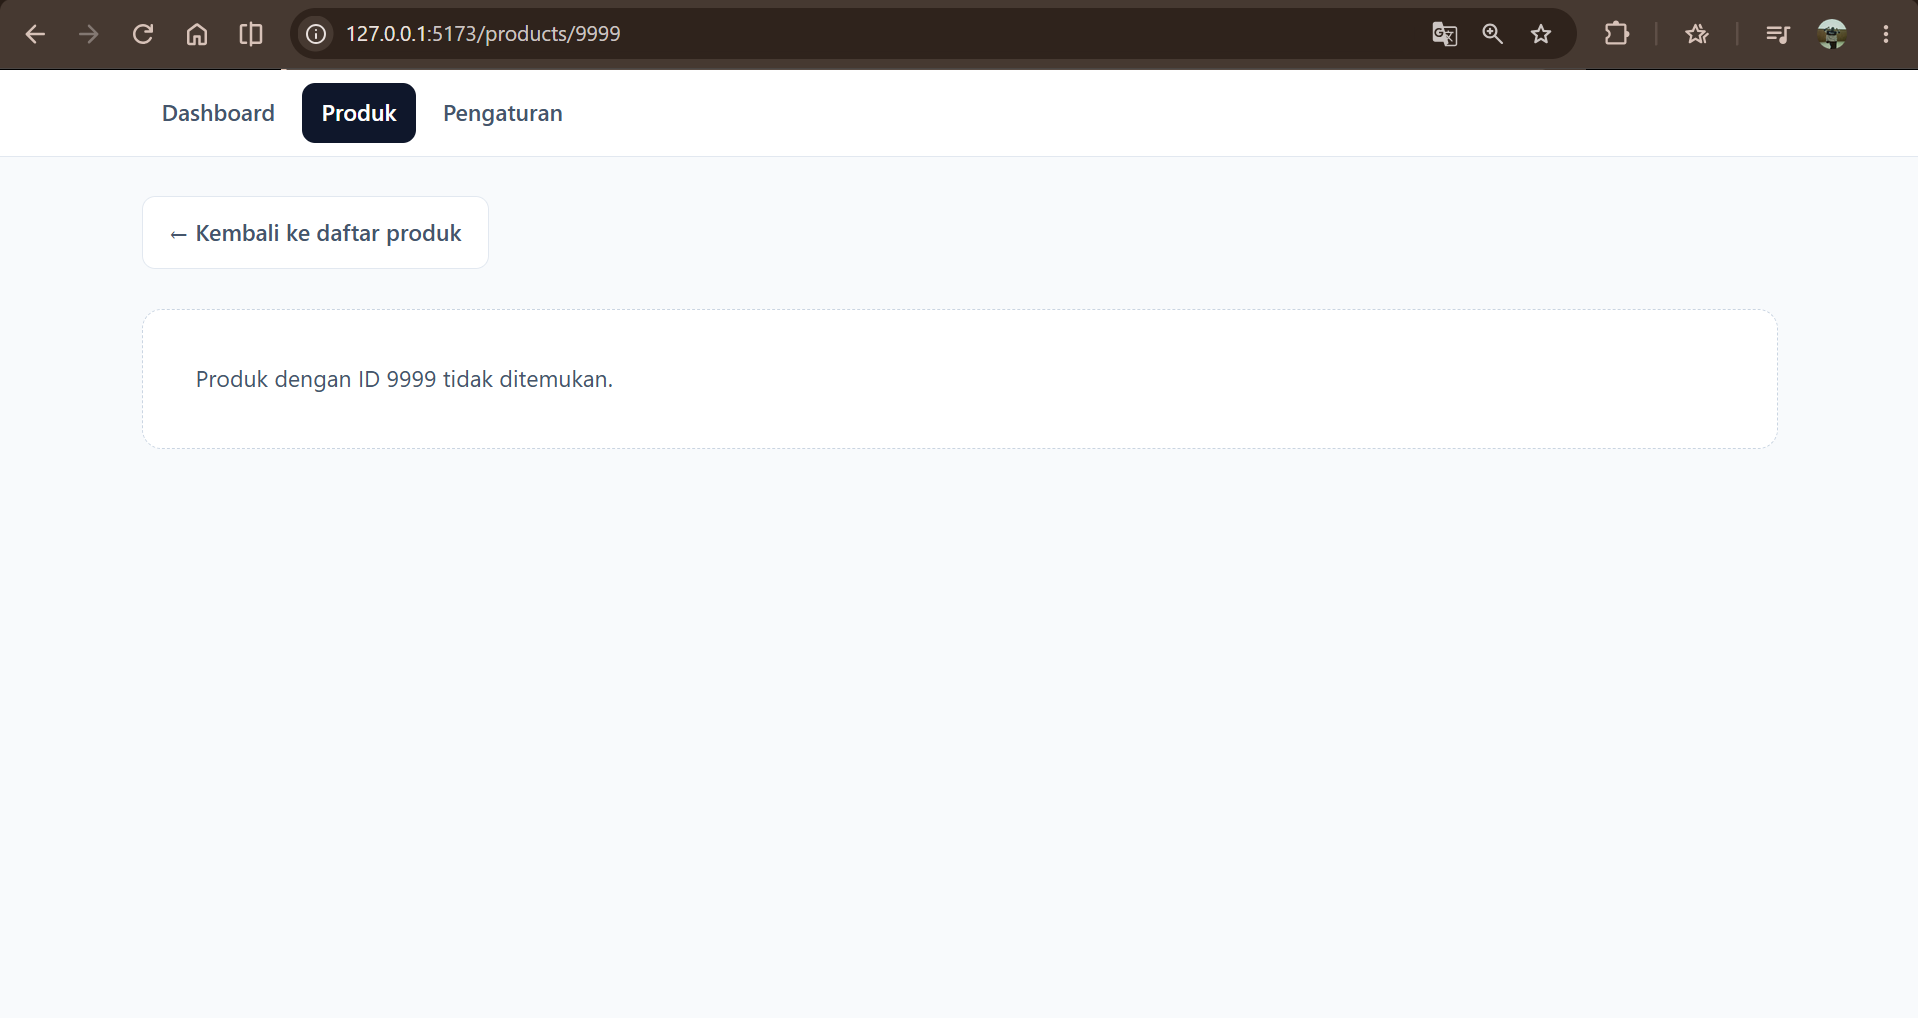 127.0.0.1:5173/products/9999
Dashboard Produk Pengaturan
← Kembali ke daftar produk
Produk dengan ID 9999 tidak ditemukan.